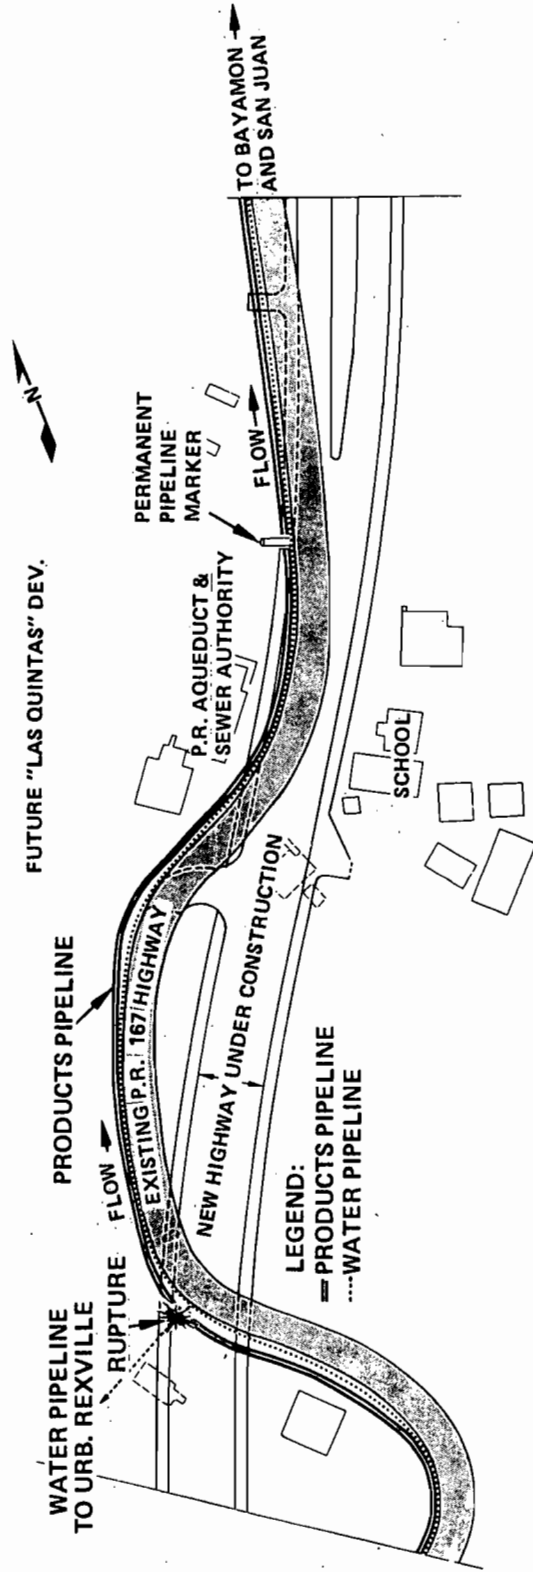 FUTURE "LAS QUINTAS" DEV.
N
TO BAYAMON
AND SAN JUAN
PERMANENT
PIPELINE
MARKER
FLOW
P.R. AQUEDUCT &
SEWER AUTHORITY
PRODUCTS PIPELINE
FLOW
EXISTING P.R. 167 HIGHWAY
NEW HIGHWAY UNDER CONSTRUCTION
SCHOOL
WATER PIPELINE
TO URB. REXVILLE
RUPTURE
LEGEND:
PRODUCTS PIPELINE
WATER PIPELINE